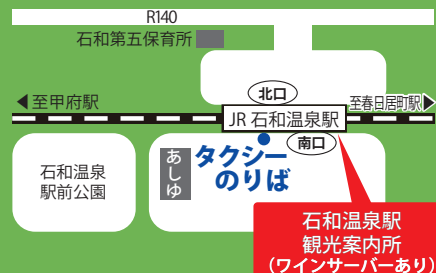 R140
石和第五保育所
北口
◀至甲府駅
至春日居町駅▶
JR 石和温泉駅
南口
石和温泉
駅前公園
あしゆ
タクシー
のりば
石和温泉駅
観光案内所
(ワインサーバーあり)